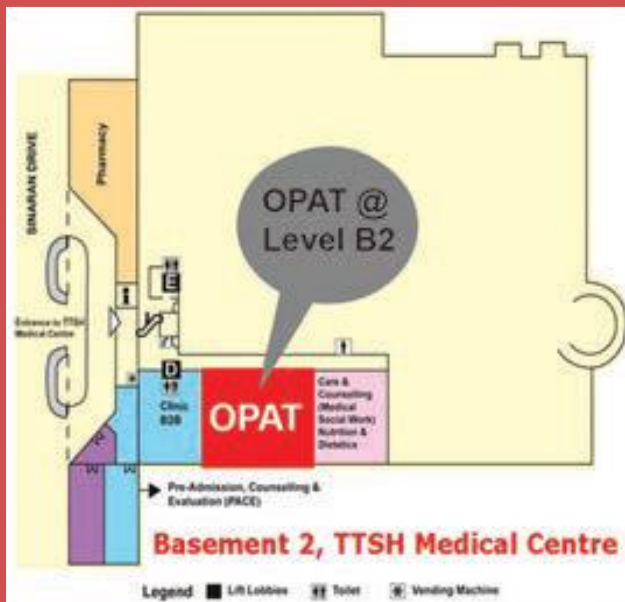 SINARAN DRIVE
Pharmacy
OPAT @
Level B2
E
Entrance to TTSH
Medical Centre
D
Clinic
B2B
OPAT
Care &
Counselling
(Medical
Social Work)
Nutrition &
Dietetics
Pre-Admission, Counselling &
Evaluation (PACE)
Basement 2, TTSH Medical Centre
Legend
Lift Lobbies
Toilet
Vending Machine